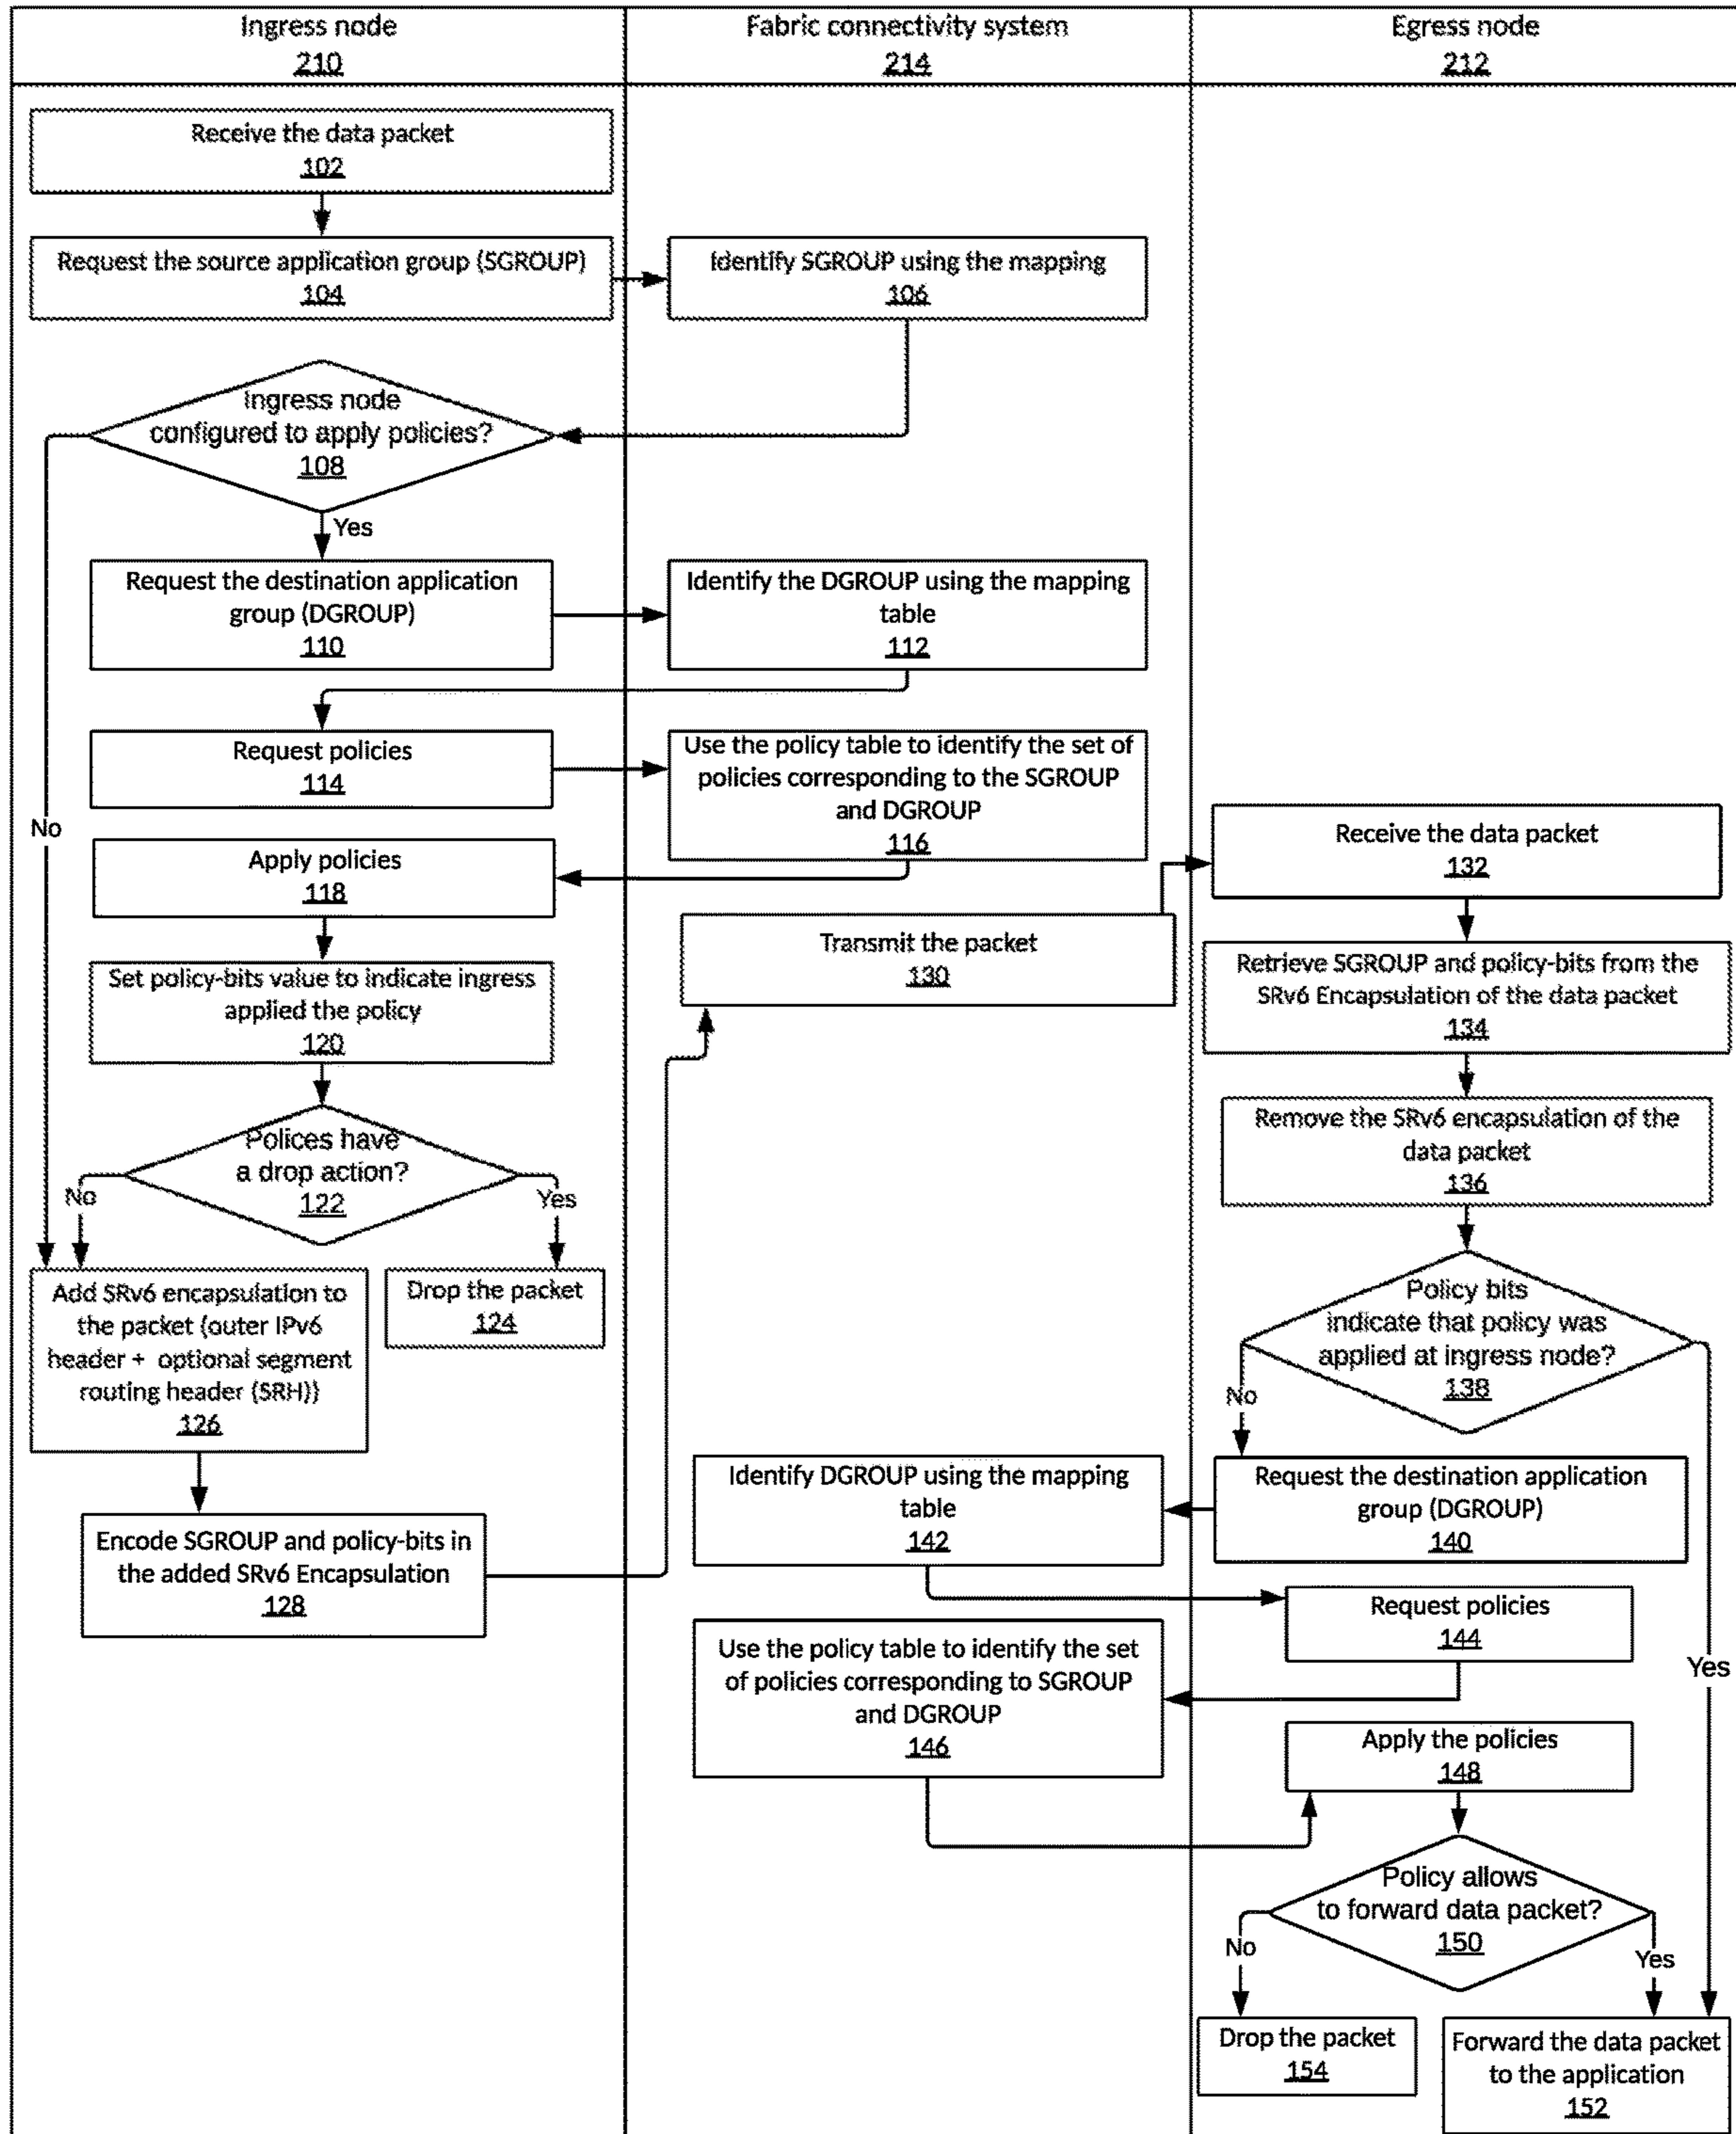 Ingress node
210
Fabric connectivity system
214
Egress node
212
Receive the data packet
102
Request the source application group (SGROUP)
104
Identify SGROUP using the mapping
106
Ingress node
configured to apply policies?
108
Yes
No
Request the destination application
group (DGROUP)
110
Identify the DGROUP using the mapping
table
112
Request policies
114
Use the policy table to identify the set of
policies corresponding to the SGROUP
and DGROUP
116
Apply policies
118
Set policy-bits value to indicate ingress
applied the policy
120
Polices have
a drop action?
122
No
Yes
Drop the packet
124
Add SRv6 encapsulation to
the packet (outer IPv6
header + optional segment
routing header (SRH))
126
Encode SGROUP and policy-bits in
the added SRv6 Encapsulation
128
Transmit the packet
130
Receive the data packet
132
Retrieve SGROUP and policy-bits from the
SRv6 Encapsulation of the data packet
134
Remove the SRv6 encapsulation of the
data packet
136
Policy bits
indicate that policy was
applied at ingress node?
138
No
Yes
Request the destination application
group (DGROUP)
140
Identify DGROUP using the mapping
table
142
Request policies
144
Use the policy table to identify the set
of policies corresponding to SGROUP
and DGROUP
146
Apply the policies
148
Policy allows
to forward data packet?
150
No
Yes
Drop the packet
154
Forward the data packet
to the application
152